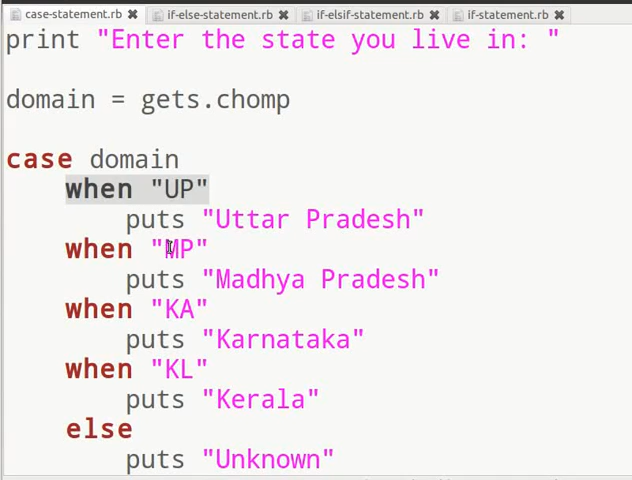 case-statement.rb if-else-statement.rb if-elsif-statement.rb if-statement.rb
print "Enter the state you live in: "
domain = gets.chomp
case domain
when "UP"
puts "Uttar Pradesh"
when "MP"
puts "Madhya Pradesh"
when "KA"
puts "Karnataka"
when "KL"
puts "Kerala"
else
puts "Unknown"